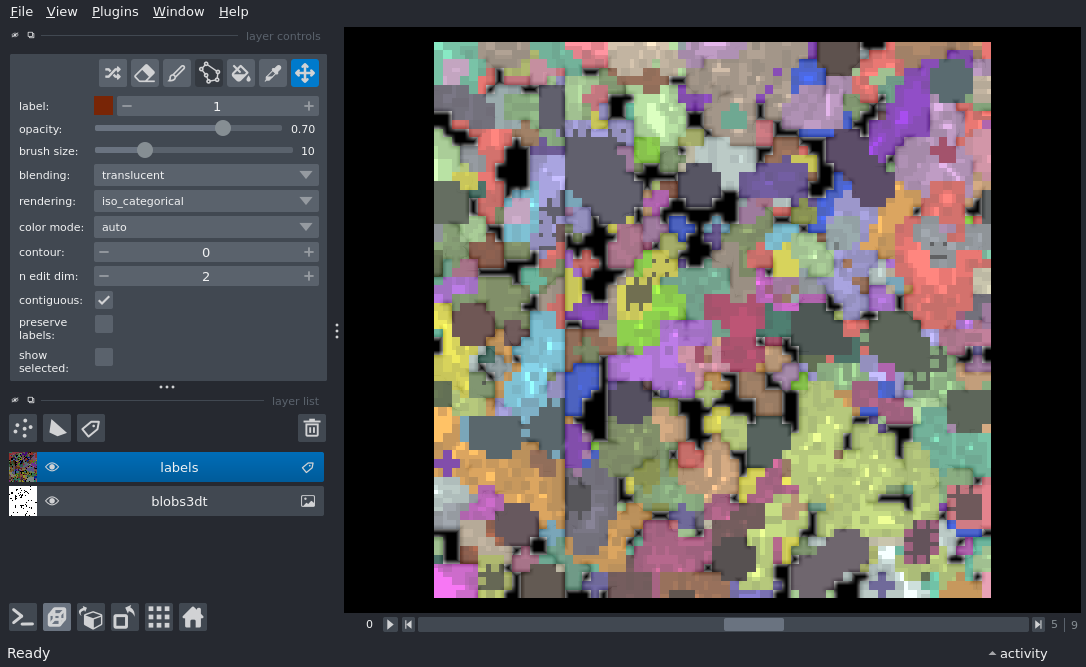 File View Plugins Window Help
layer controls
label: 1
opacity: 0.70
brush size: 10
blending: translucent
rendering: iso_categorical
color mode: auto
contour: 0
n edit dim: 2
contiguous:
preserve
labels:
show
selected:
layer list
labels
blobs3dt
0 5 | 9
Ready activity